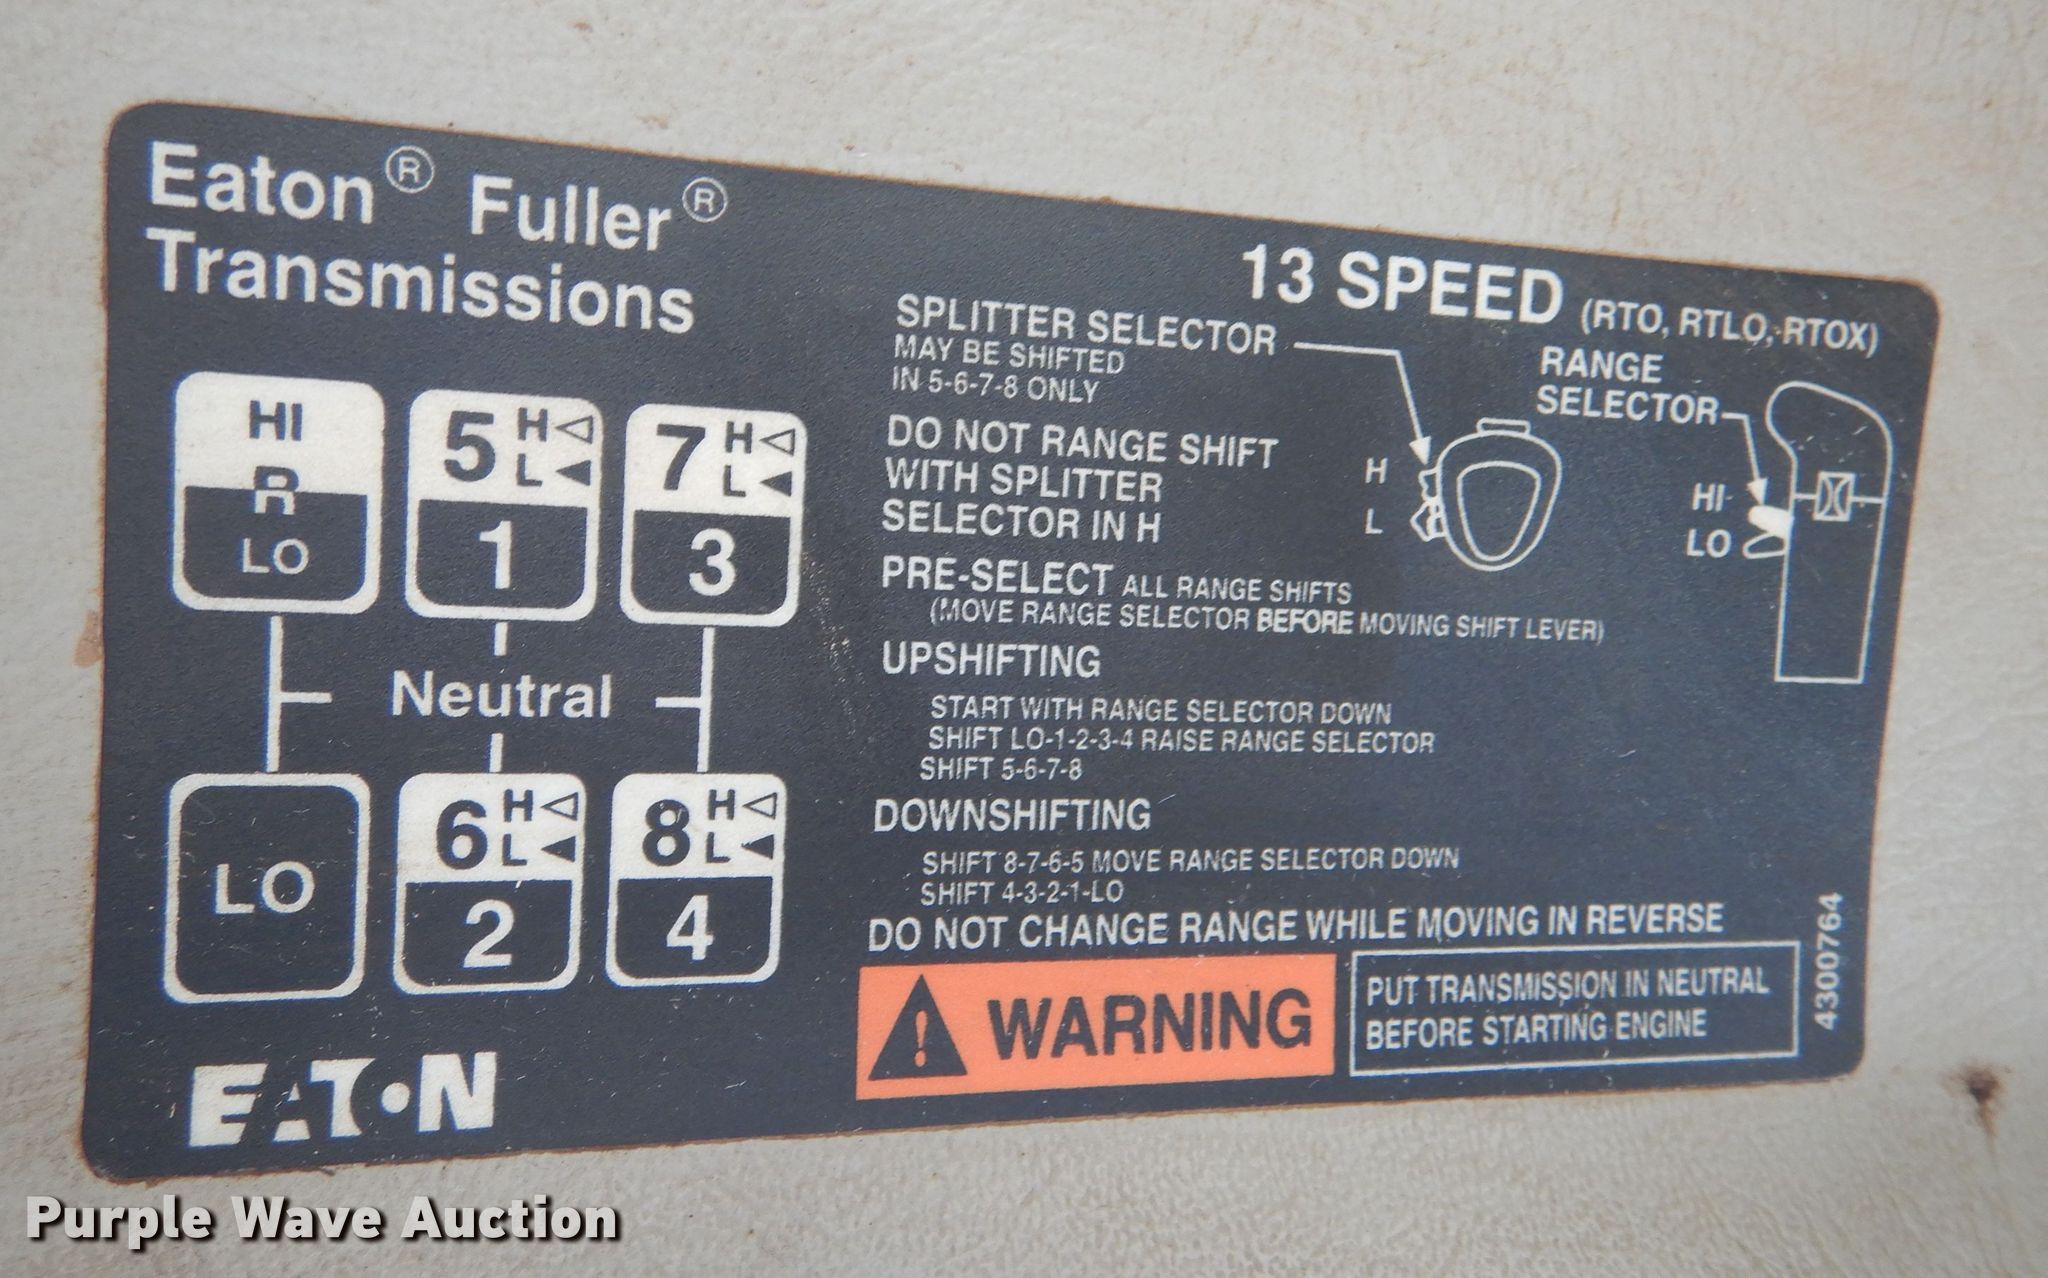 Eaton® Fuller®
Transmissions
13 SPEED (RTO, RTLO, RTOX)
HI
R
LO
5 H
L
1
7 H
L
3
Neutral
LO
6 H
L
2
8 H
L
4
EATON
SPLITTER SELECTOR
MAY BE SHIFTED
IN 5-6-7-8 ONLY
DO NOT RANGE SHIFT
WITH SPLITTER
SELECTOR IN H
H
L
RANGE
SELECTOR
HI
LO
PRE-SELECT ALL RANGE SHIFTS
(MOVE RANGE SELECTOR BEFORE MOVING SHIFT LEVER)
UPSHIFTING
START WITH RANGE SELECTOR DOWN
SHIFT LO-1-2-3-4 RAISE RANGE SELECTOR
SHIFT 5-6-7-8
DOWNSHIFTING
SHIFT 8-7-6-5 MOVE RANGE SELECTOR DOWN
SHIFT 4-3-2-1-LO
DO NOT CHANGE RANGE WHILE MOVING IN REVERSE
WARNING
PUT TRANSMISSION IN NEUTRAL
BEFORE STARTING ENGINE
4300764
Purple Wave Auction